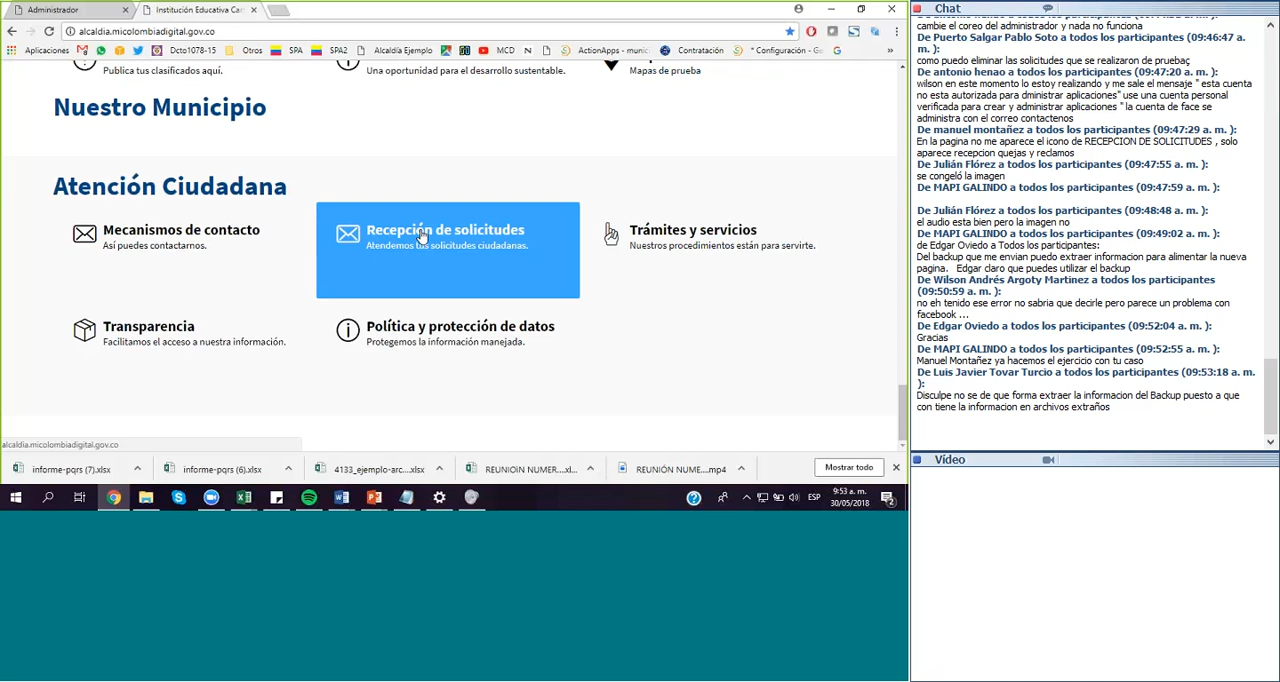 Administrador
Institución Educativa Car
alcaldia.micolombiadigital.gov.co
Aplicaciones
Dcto1078-15
Otros
SPA
SPA2
Alcaldía Ejemplo
MCD
ActionApps - munic
Contratación
* Configuración - Go
»
Publica tus clasificados aquí.
Una oportunidad para el desarrollo sustentable.
Mapas de prueba
Nuestro Municipio
Atención Ciudadana
Mecanismos de contacto
Así puedes contactarnos.
Recepción de solicitudes
Atendemos tus solicitudes ciudadanas.
Trámites y servicios
Nuestros procedimientos están para servirte.
Transparencia
Facilitamos el acceso a nuestra información.
Política y protección de datos
Protegemos la información manejada.
alcaldia.micolombiadigital.gov.co
informe-pqrs (7).xlsx
informe-pqrs (6).xlsx
4133_ejemplo-arc....xlsx
REUNIÓN NUMER....xl...
REUNIÓN NUME....mp4
Mostrar todo
ESP
9:53 a. m.
30/05/2018
Chat
cambie el coreo del administrador y nada no funciona
De Puerto Salgar Pablo Soto a todos los participantes (09:46:47 a.
m. ):
como puedo eliminar las solicitudes que se realizaron de pruebaç
De antonio henao a todos los participantes (09:47:20 a. m. ):
wilson en este momento lo estoy realizando y me sale el mensaje " esta cuenta
no esta autorizada para dministrar aplicaciones" use una cuenta personal
verificada para crear y administrar aplicaciones " la cuenta de face se
administra con el correo contactenos
De manuel montañez a todos los participantes (09:47:29 a. m. ):
En la pagina no me aparece el icono de RECEPCION DE SOLICITUDES , solo
aparece recepcion quejas y reclamos
De Julián Flórez a todos los participantes (09:47:55 a. m. ):
se congeló la imagen
De MAPI GALINDO a todos los participantes (09:47:59 a. m. ):
De Julián Flórez a todos los participantes (09:48:48 a. m. ):
el audio esta bien pero la imagen no
De MAPI GALINDO a todos los participantes (09:49:02 a. m. ):
de Edgar Oviedo a Todos los participantes:
Del backup que me envian puedo extraer informacion para alimentar la nueva
pagina. Edgar claro que puedes utilizar el backup
De Wilson Andrés Argoty Martinez a todos los participantes
(09:50:59 a. m. ):
no eh tenido ese error no sabria que decirle pero parece un problema con
facebook ...
De Edgar Oviedo a todos los participantes (09:52:04 a. m. ):
Gracias
De MAPI GALINDO a todos los participantes (09:52:55 a. m. ):
Manuel Montañez ya hacemos el ejercicio con tu caso
De Luis Javier Tovar Turcio a todos los participantes (09:53:18 a. m.
):
Disculpe no se de que forma extraer la informacion del Backup puesto a que
con tiene la informacion en archivos extraños
Vídeo